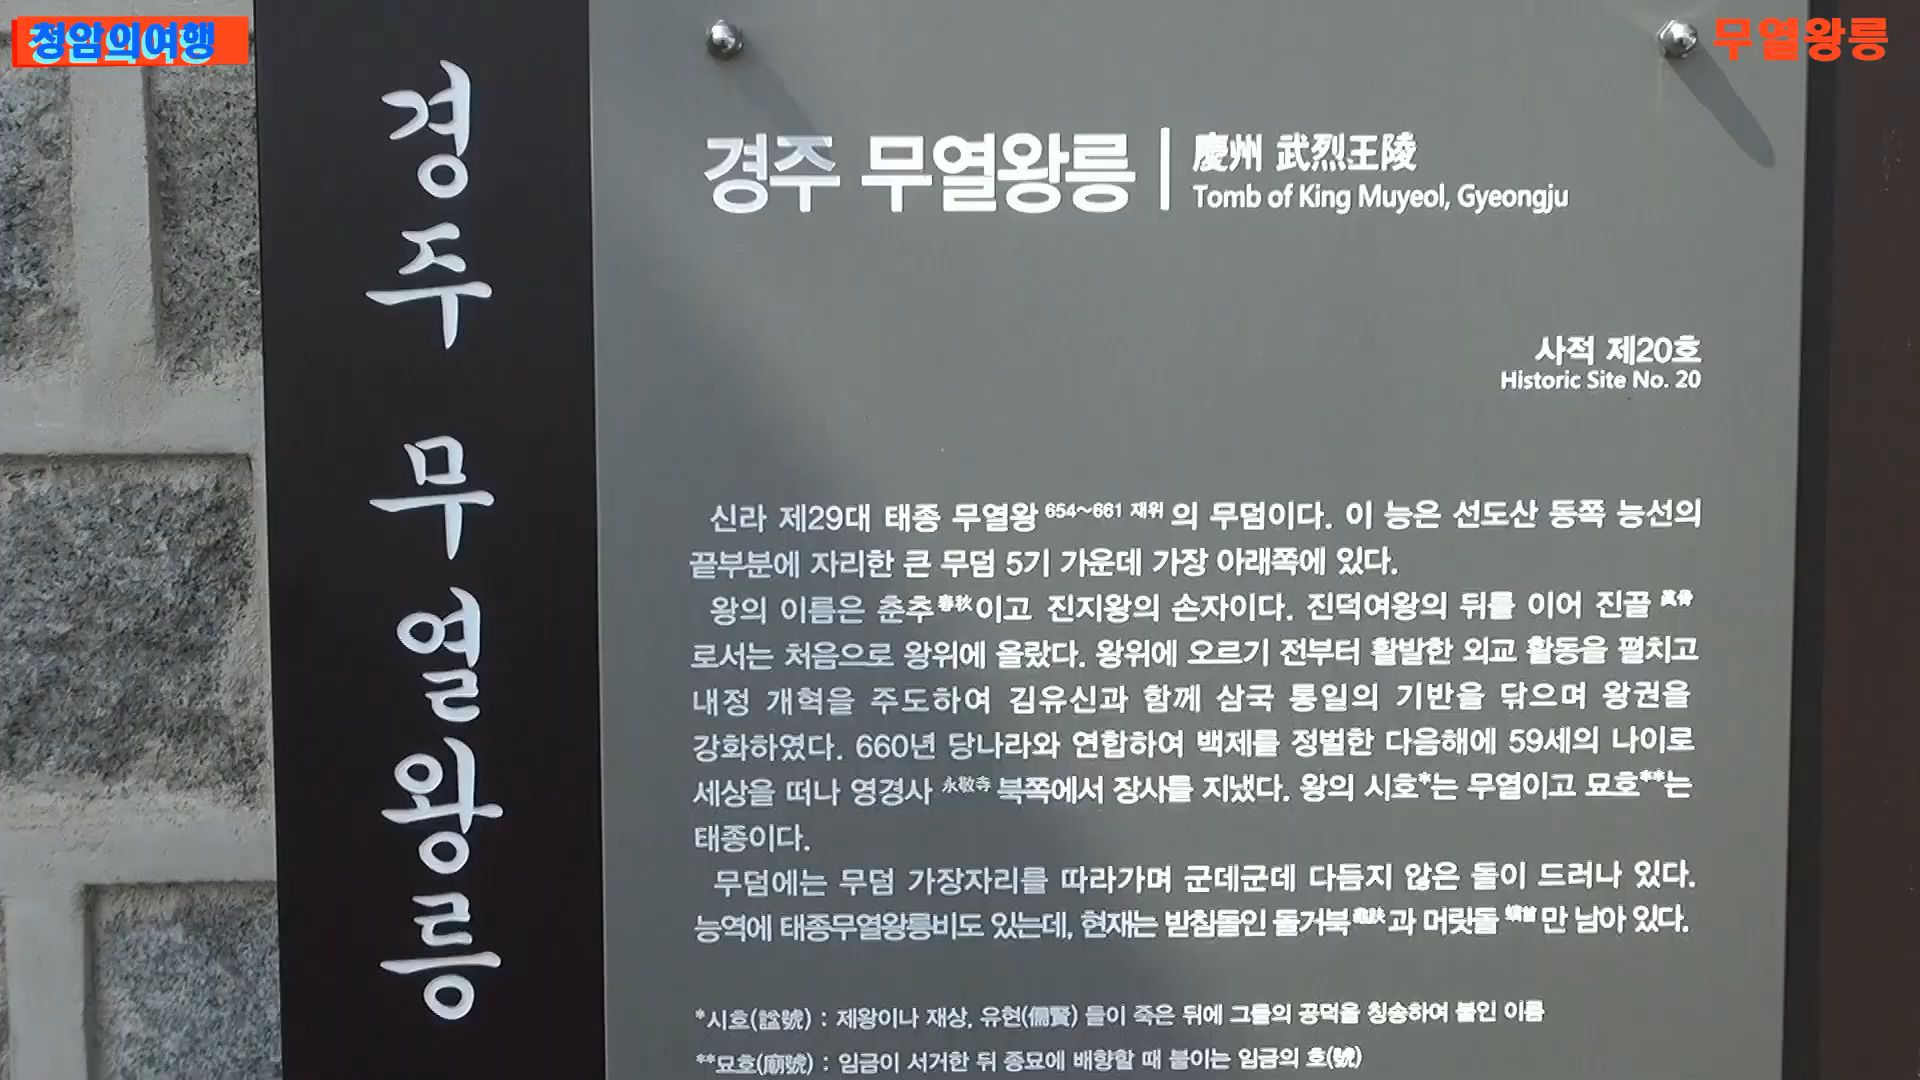 청암의여행
무열왕릉
경주 무열왕릉
경주 무열왕릉
慶州 武烈王陵
Tomb of King Muyeol, Gyeongju
사적 제20호
Historic Site No. 20
신라 제29대 태종 무열왕 654~661 재위 의 무덤이다. 이 능은 선도산 동쪽 능선의
끝부분에 자리한 큰 무덤 5기 가운데 가장 아래쪽에 있다.
왕의 이름은 춘추春秋이고 진지왕의 손자이다. 진덕여왕의 뒤를 이어 진골眞骨
로서는 처음으로 왕위에 올랐다. 왕위에 오르기 전부터 활발한 외교 활동을 펼치고
내정 개혁을 주도하여 김유신과 함께 삼국 통일의 기반을 닦으며 왕권을
강화하였다. 660년 당나라와 연합하여 백제를 정벌한 다음해에 59세의 나이로
세상을 떠나 영경사 永敬寺 북쪽에서 장사를 지냈다. 왕의 시호*는 무열이고 묘호**는
태종이다.
무덤에는 무덤 가장자리를 따라가며 군데군데 다듬지 않은 돌이 드러나 있다.
능역에 태종무열왕릉비도 있는데, 현재는 받침돌인 돌거북龜趺과 머릿돌螭首만 남아 있다.
*시호(諡號) : 제왕이나 재상, 유현(儒賢) 들이 죽은 뒤에 그들의 공덕을 칭송하여 붙인 이름
**묘호(廟號) : 임금이 서거한 뒤 종묘에 배향할 때 붙이는 임금의 호(號)